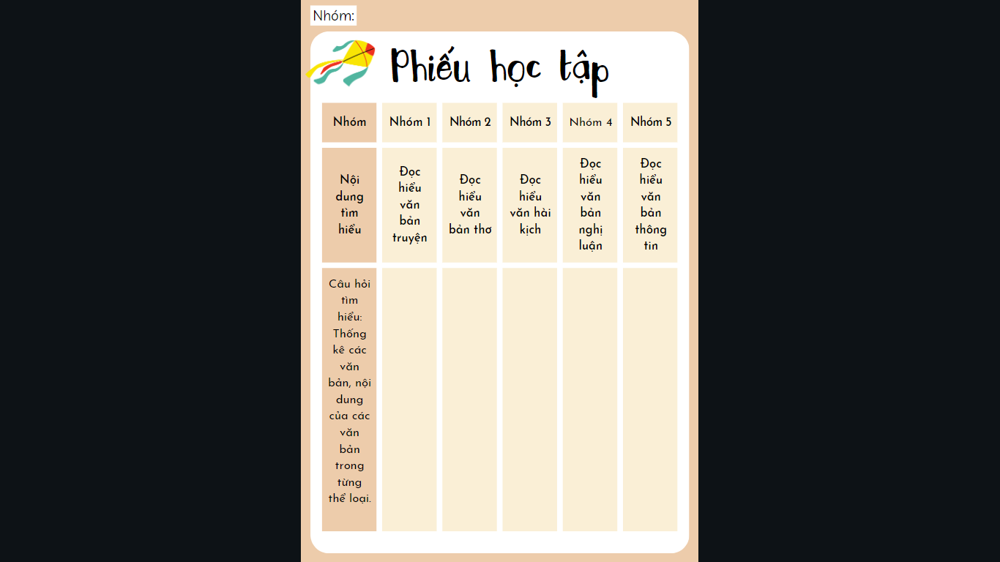 Nhóm:
Phiếu học tập
Nhóm
Nhóm 1
Nhóm 2
Nhóm 3
Nhóm 4
Nhóm 5
Nội
dung
tìm
hiểu
Đọc
hiểu
văn
bản
truyện
Đọc
hiểu
văn
bản thơ
Đọc
hiểu
văn hài
kịch
Đọc
hiểu
văn
bản
nghị
luận
Đọc
hiểu
văn
bản
thông
tin
Câu hỏi
tìm
hiểu:
Thống
kê các
văn
bản, nội
dung
của các
văn
bản
trong
từng
thể loại.